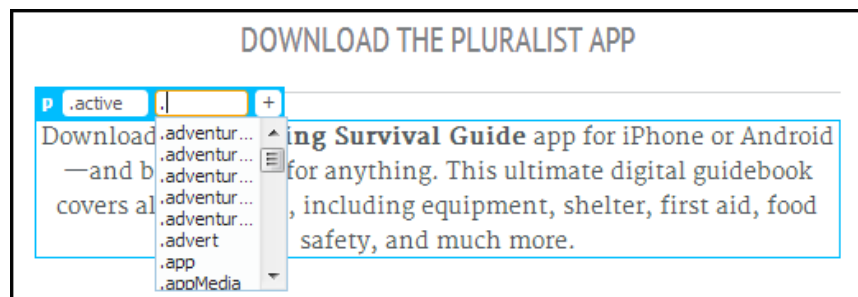 DOWNLOAD THE PLURALIST APP
p .active . +
Download ing Survival Guide app for iPhone or Android
.adventur...
—and b for anything. This ultimate digital guidebook
.adventur...
.adventur...
covers al , including equipment, shelter, first aid, food
.adventur...
.adventur...
safety, and much more.
.advert
.app
.appMedia